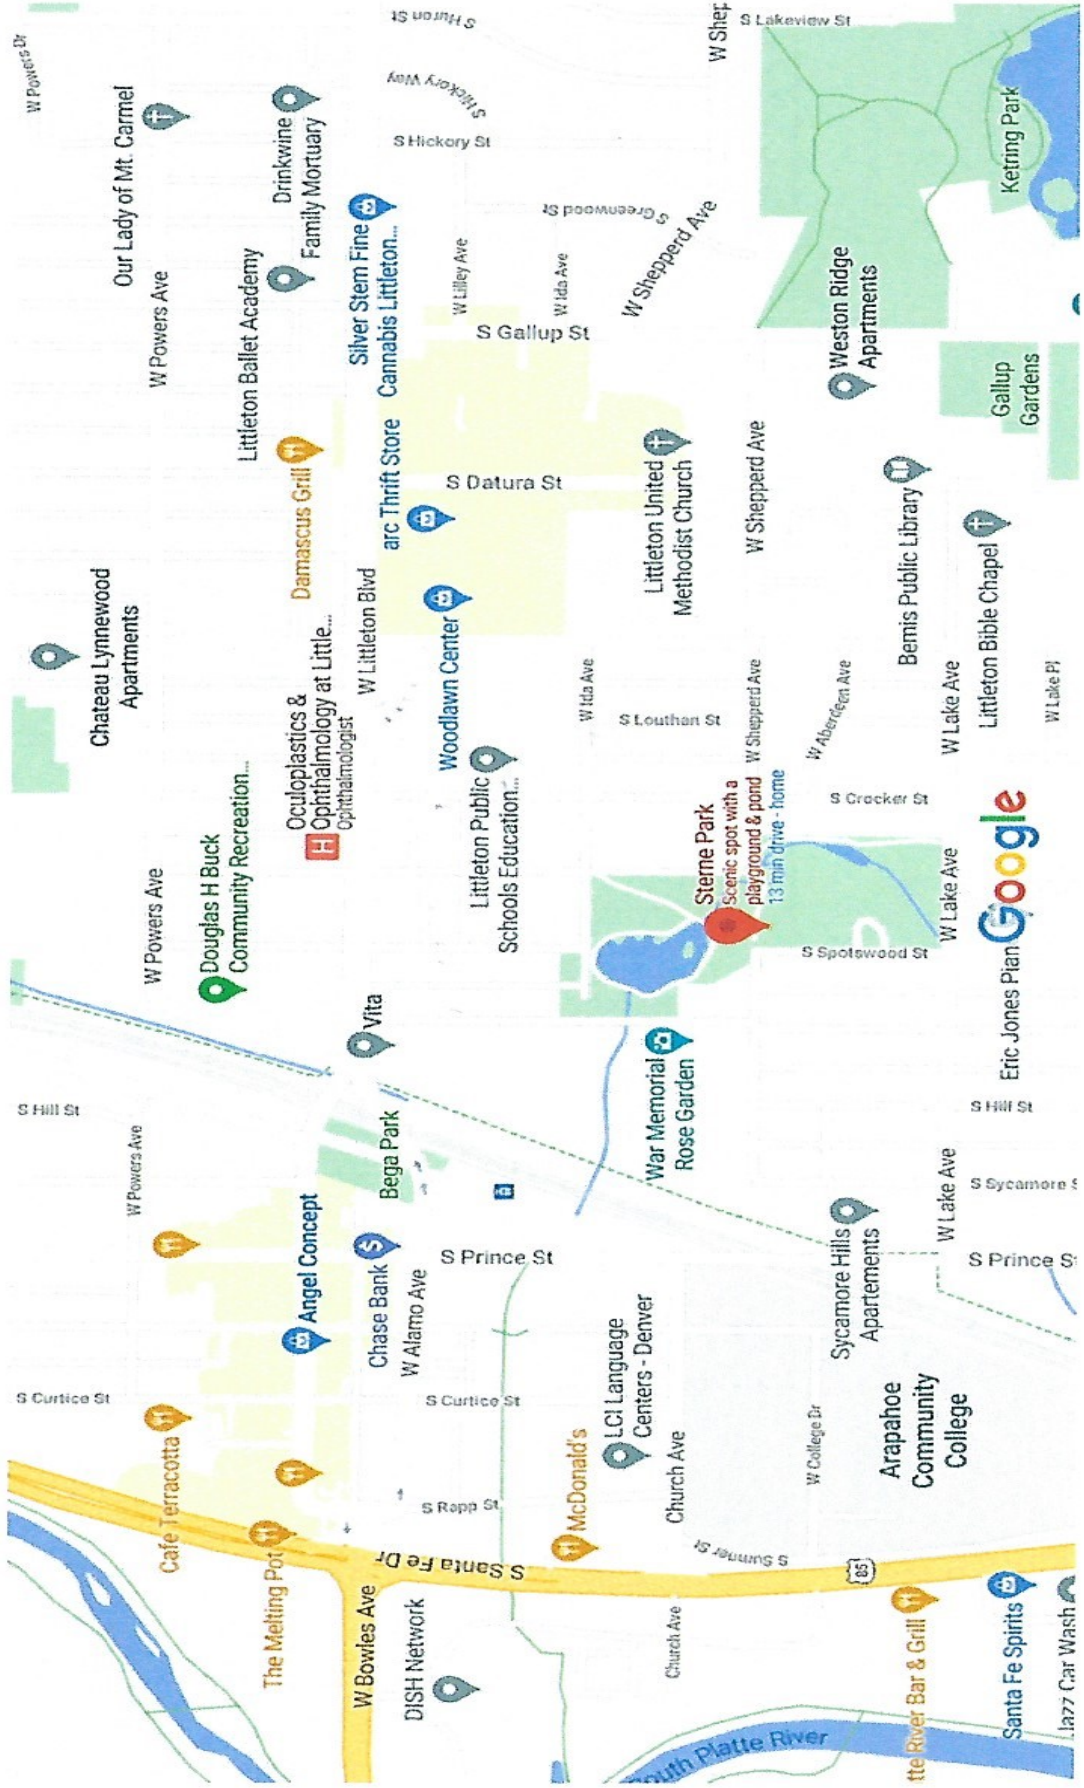 W Powers Dr
S Hill St
S Curtice St
Chateau Lynnewood
Apartments
Our Lady of Mt. Carmel
W Powers Ave
W Powers Ave
W Powers Ave
Cafe Terracotta
Douglas H Buck
Community Recreation...
Littleton Ballet Academy
Drinkwine
Family Mortuary
The Melting Pot
Angel Concept
Oculoplastics &
Ophthalmology at Little...
Ophthalmologist
Damascus Grill
W Bowles Ave
Vita
W Littleton Blvd
Silver Stem Fine
Cannabis Littleton...
Chase Bank
Bega Park
arc Thrift Store
S Santa Fe Dr
DISH Network
W Alamo Ave
S Huron St
S Hickory Way
S Hickory St
S Rapp St
S Curtice St
S Prince St
Woodlawn Center
Littleton Public
Schools Education...
W Lilley Ave
S Gallup St
S Datura St
W Ida Ave
W Ida Ave
S Greenwood St
McDonald's
LCI Language
Centers - Denver
War Memorial
Rose Garden
Littleton United
Methodist Church
W Shepperd Ave
S Louthan St
Church Ave
Church Ave
South Platte River
S Sumner St
Sterne Park
Scenic spot with a
playground & pond
13 min drive - home
W Shepperd Ave
W Shepperd Ave
W Shep
S Lakeview St
W College Dr
W Aberdeen Ave
S Crocker St
S Spotswood St
Sycamore Hills
Apartements
Weston Ridge
Apartments
85
Arapahoe
Community
College
Bemis Public Library
tte River Bar & Grill
W Lake Ave
W Lake Ave
W Lake Ave
Littleton Bible Chapel
Gallup
Gardens
Ketring Park
Santa Fe Spirits
Eric Jones Pian
Google
S Hill St
S Sycamore S
S Prince St
W Lake Pl
Jazz Car Wash